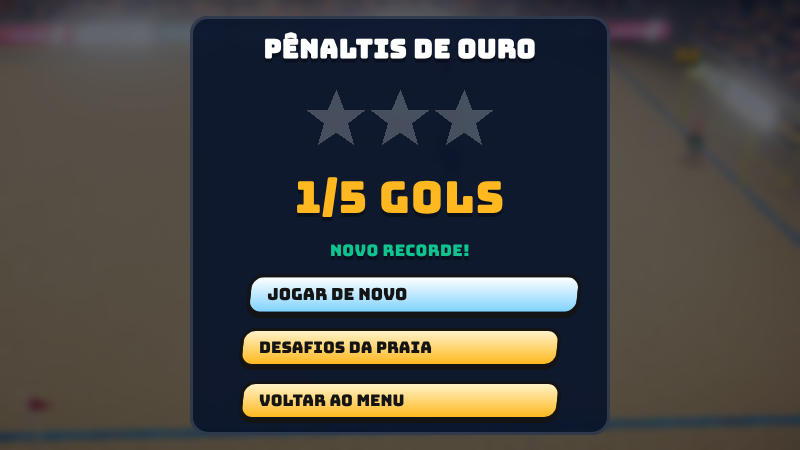 PÊNALTIS DE OURO
1/5 GOLS
NOVO RECORDE!
JOGAR DE NOVO
DESAFIOS DA PRAIA
VOLTAR AO MENU